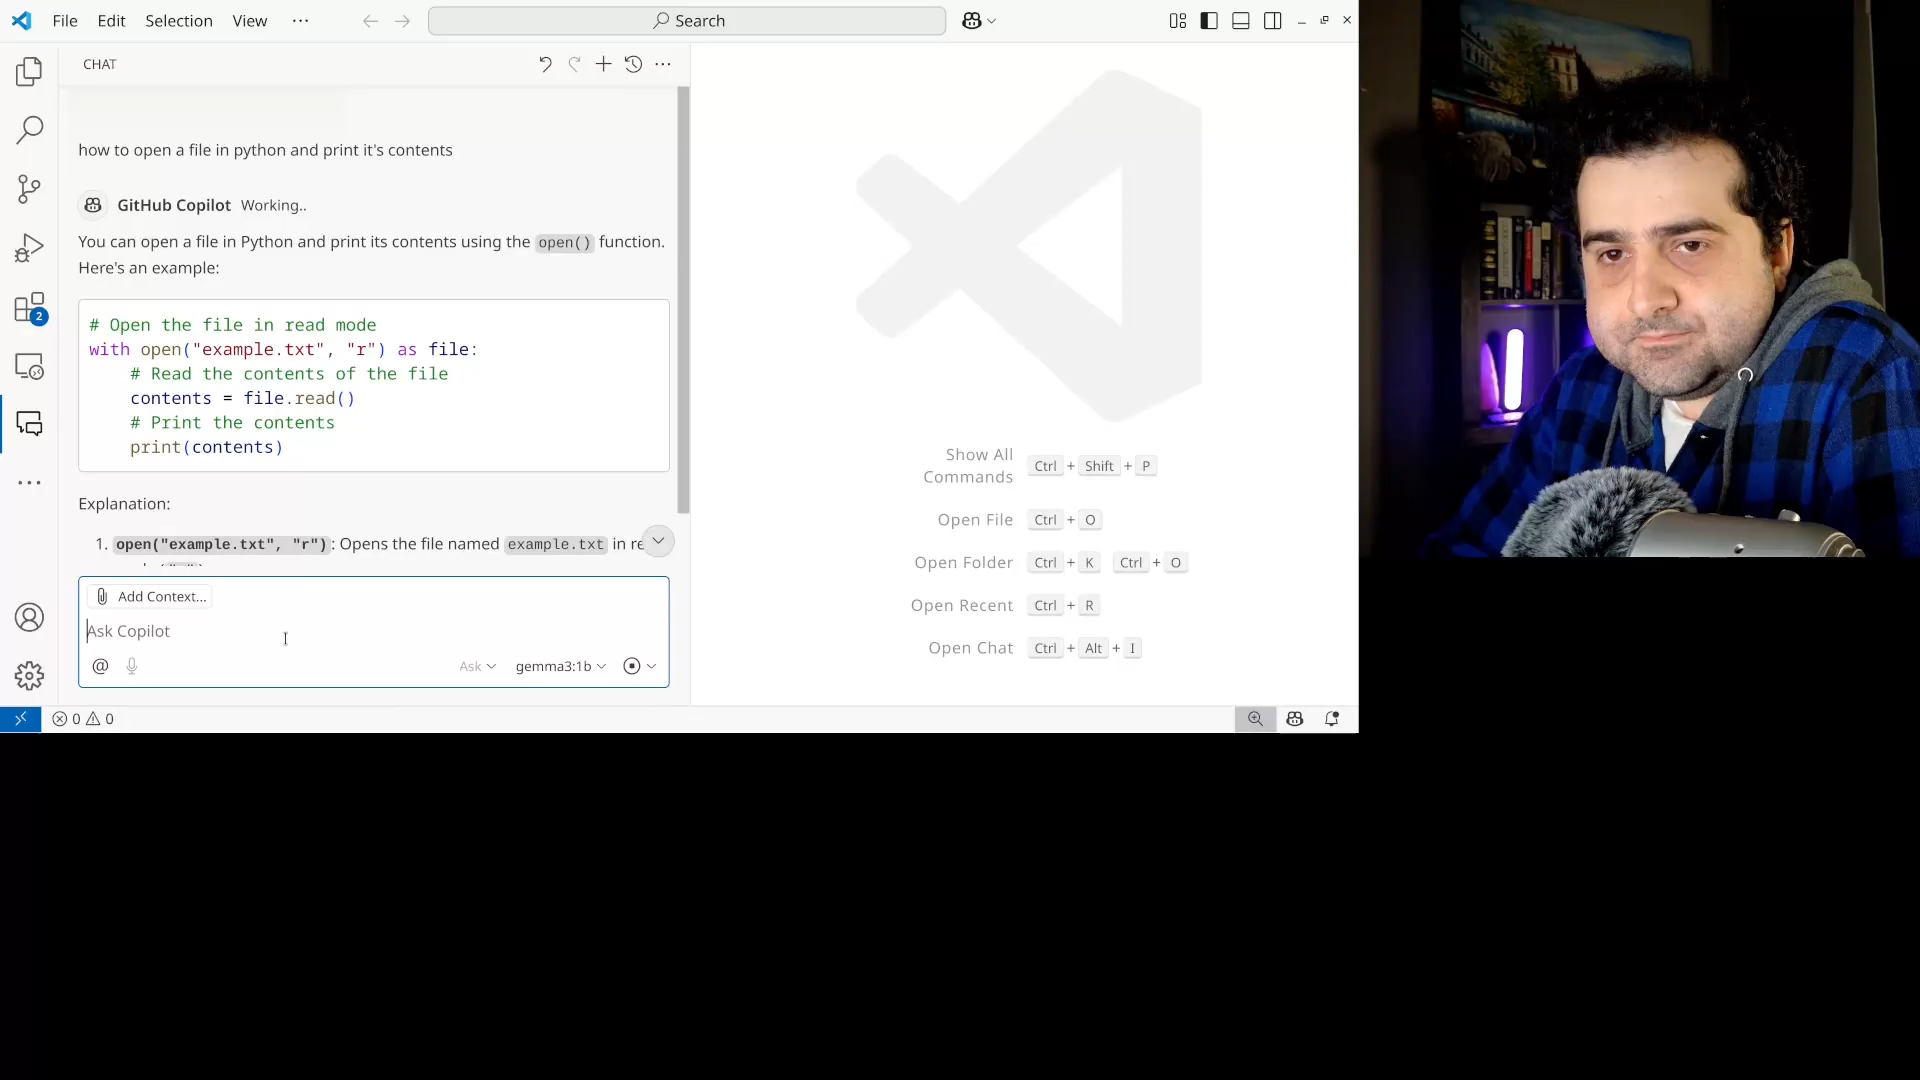 File Edit Selection View ··· Search
CHAT
how to open a file in python and print it's contents
GitHub Copilot Working..
You can open a file in Python and print its contents using the open() function.
Here's an example:
# Open the file in read mode
with open("example.txt", "r") as file:
# Read the contents of the file
contents = file.read()
# Print the contents
print(contents)
Explanation:
1. open("example.txt", "r"): Opens the file named example.txt in re
2
Add Context...
Ask Copilot
@ Ask gemma3:1b
0 0
Show All
Commands Ctrl + Shift + P
Open File Ctrl + O
Open Folder Ctrl + K Ctrl + O
Open Recent Ctrl + R
Open Chat Ctrl + Alt + I